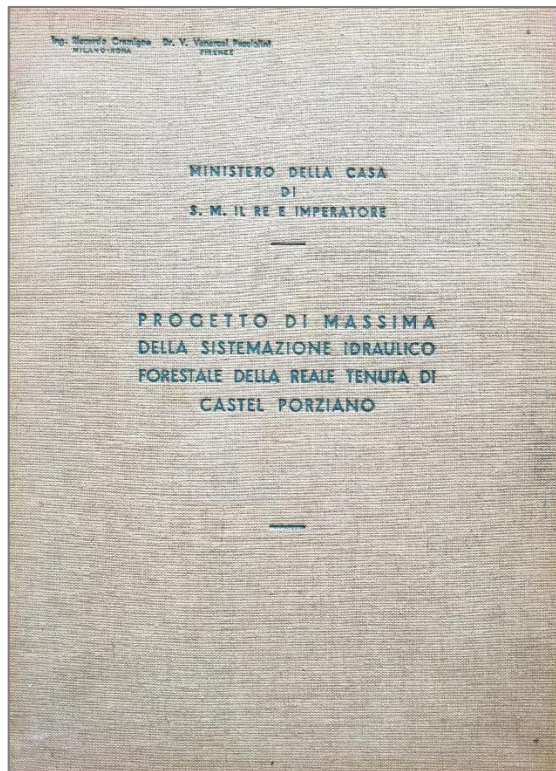 Ing. Riccardo Dr. V. Venerosi Pesciolini
MILANO-ROMA FIRENZE
MINISTERO DELLA CASA
DI
S. M. IL RE E IMPERATORE
PROGETTO DI MASSIMA
DELLA SISTEMAZIONE IDRAULICO
FORESTALE DELLA REALE TENUTA DI
CASTEL PORZIANO